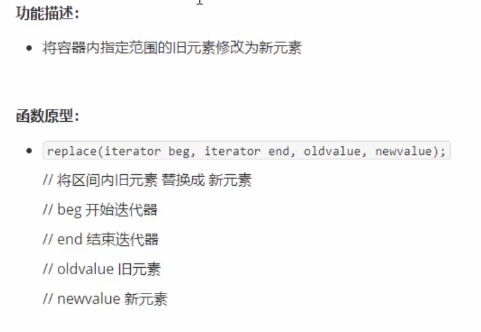 功能描述：
将容器内指定范围的旧元素修改为新元素
函数原型：
replace(iterator beg, iterator end, oldvalue, newvalue);
// 将区间内旧元素 替换成 新元素
// beg 开始迭代器
// end 结束迭代器
// oldvalue 旧元素
// newvalue 新元素